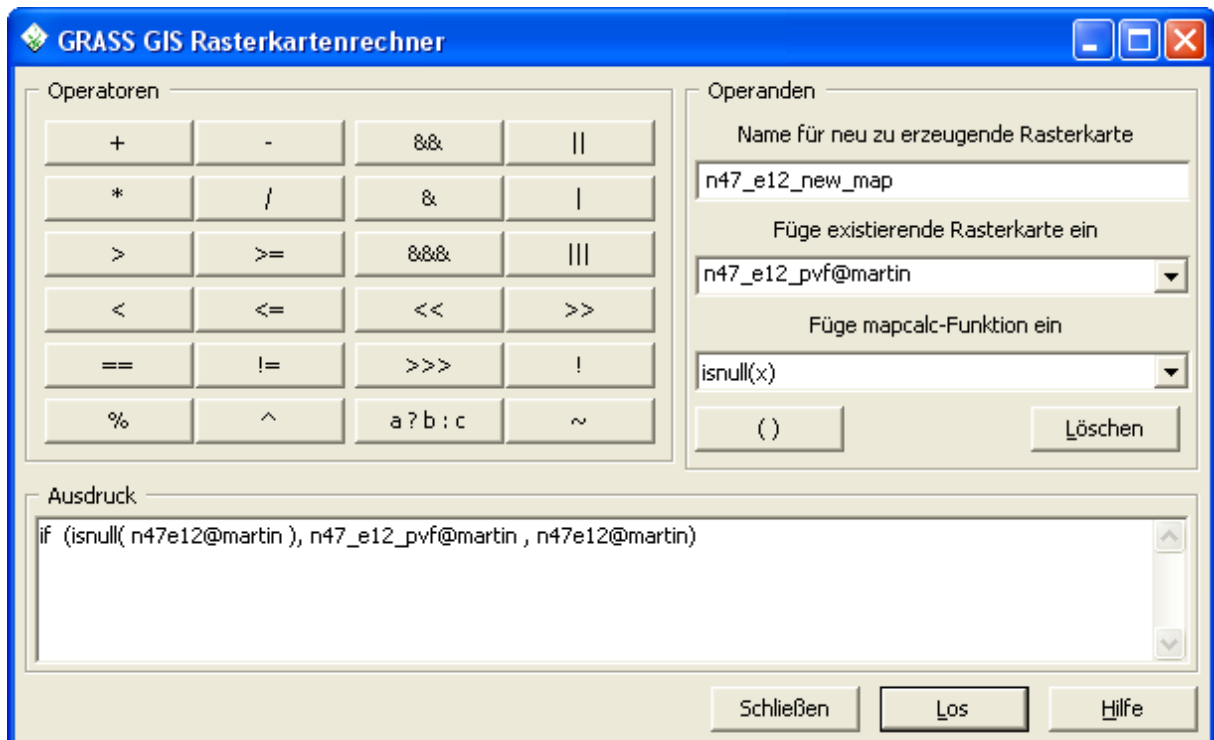 GRASS GIS Rasterkartenrechner
Operatoren
+ - && ||
* / & |
> >= &&& |||
< <= << >>
== != >>> !
% ^ a?b:c ~
Operanden
Name für neu zu erzeugende Rasterkarte
n47_e12_new_map
Füge existierende Rasterkarte ein
n47_e12_pvf@martin
Füge mapcalc-Funktion ein
isnull(x)
() Löschen
Ausdruck
if (isnull( n47e12@martin ), n47_e12_pvf@martin , n47e12@martin)
Schließen Los Hilfe